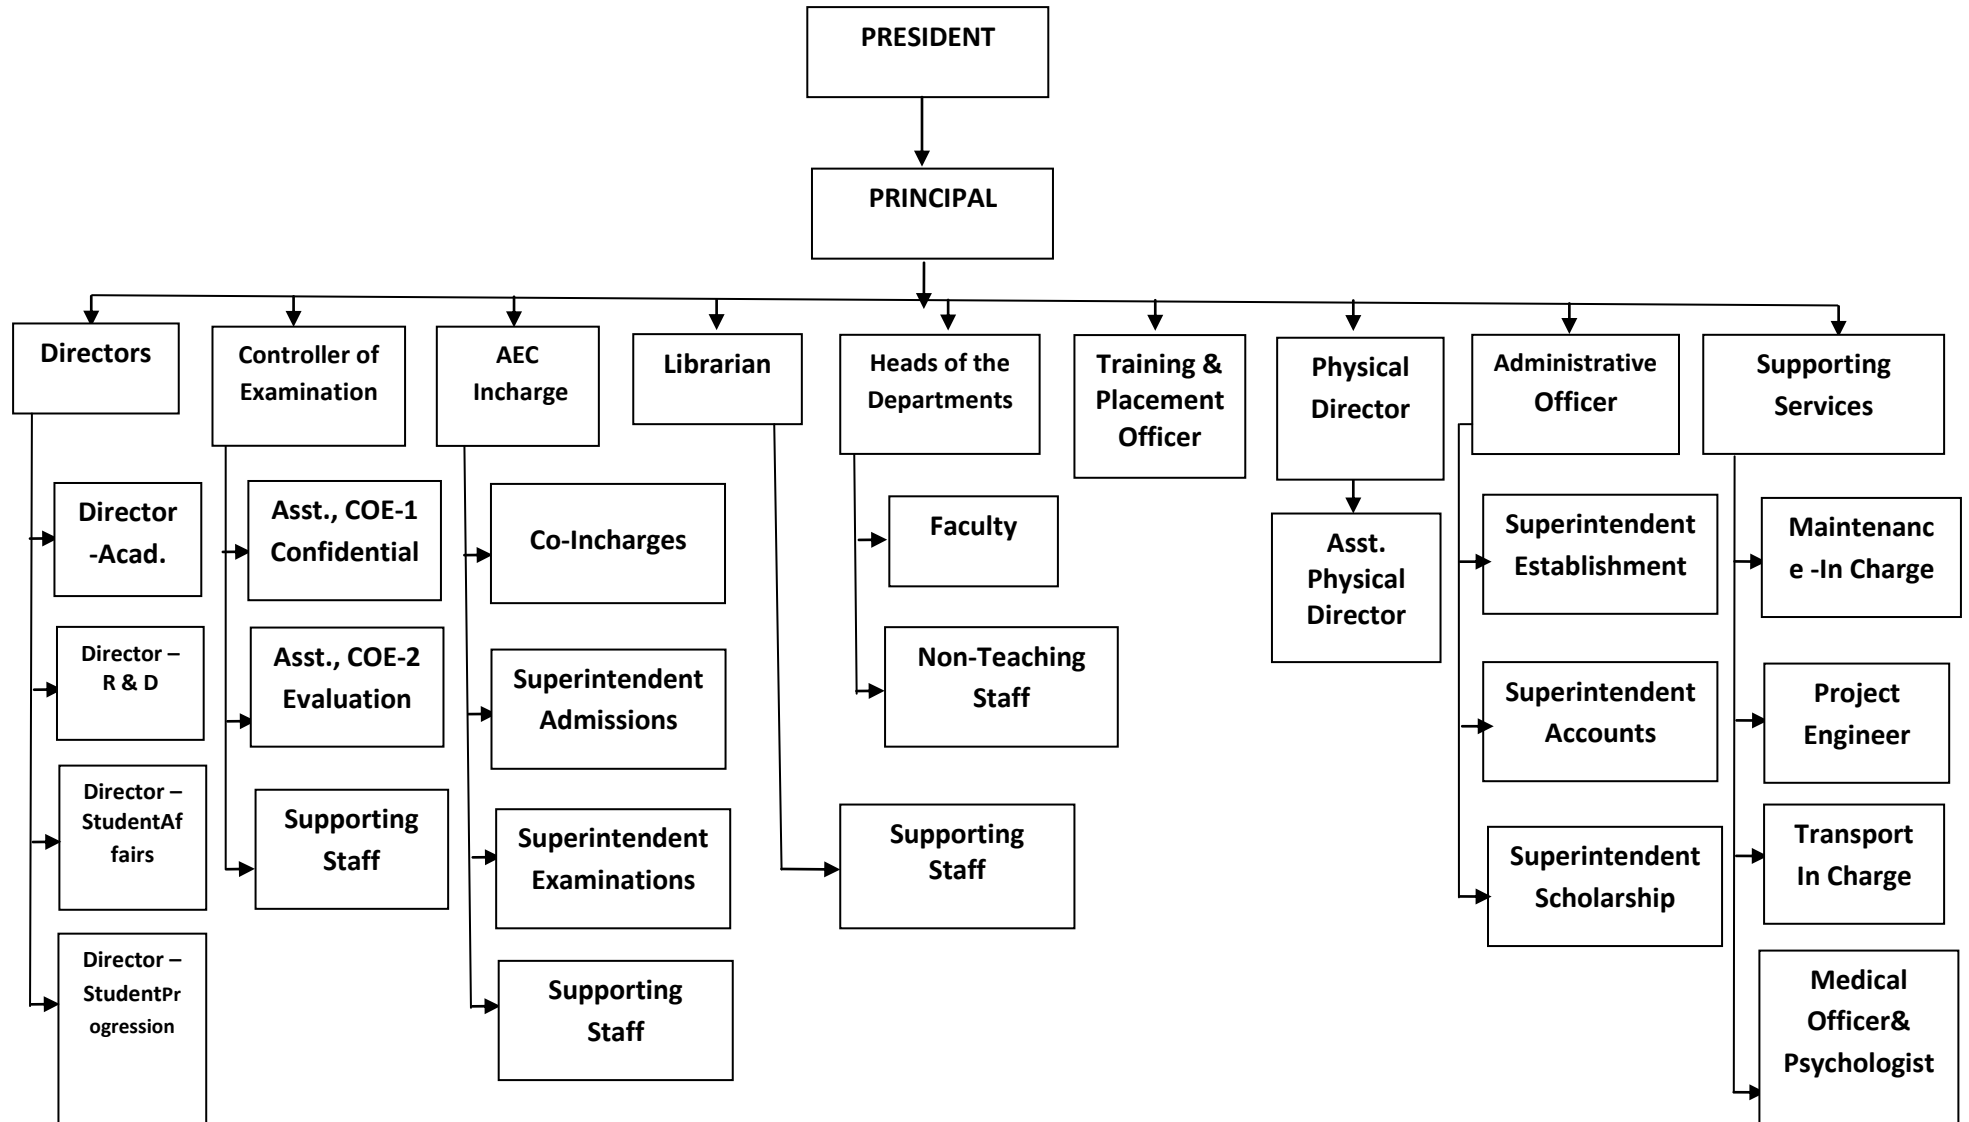 PRESIDENT
PRINCIPAL
Directors
Controller of
Examination
AEC
Incharge
Librarian
Heads of the
Departments
Training &
Placement
Officer
Physical
Director
Administrative
Officer
Supporting
Services
Director
-Acad.
Director –
R & D
Director –
StudentAf
fairs
Director –
StudentPr
ogression
Asst., COE-1
Confidential
Asst., COE-2
Evaluation
Supporting
Staff
Co-Incharges
Superintendent
Admissions
Superintendent
Examinations
Supporting
Staff
Supporting
Staff
Faculty
Non-Teaching
Staff
Asst.
Physical
Director
Superintendent
Establishment
Superintendent
Accounts
Superintendent
Scholarship
Maintenanc
e -In Charge
Project
Engineer
Transport
In Charge
Medical
Officer&
Psychologist